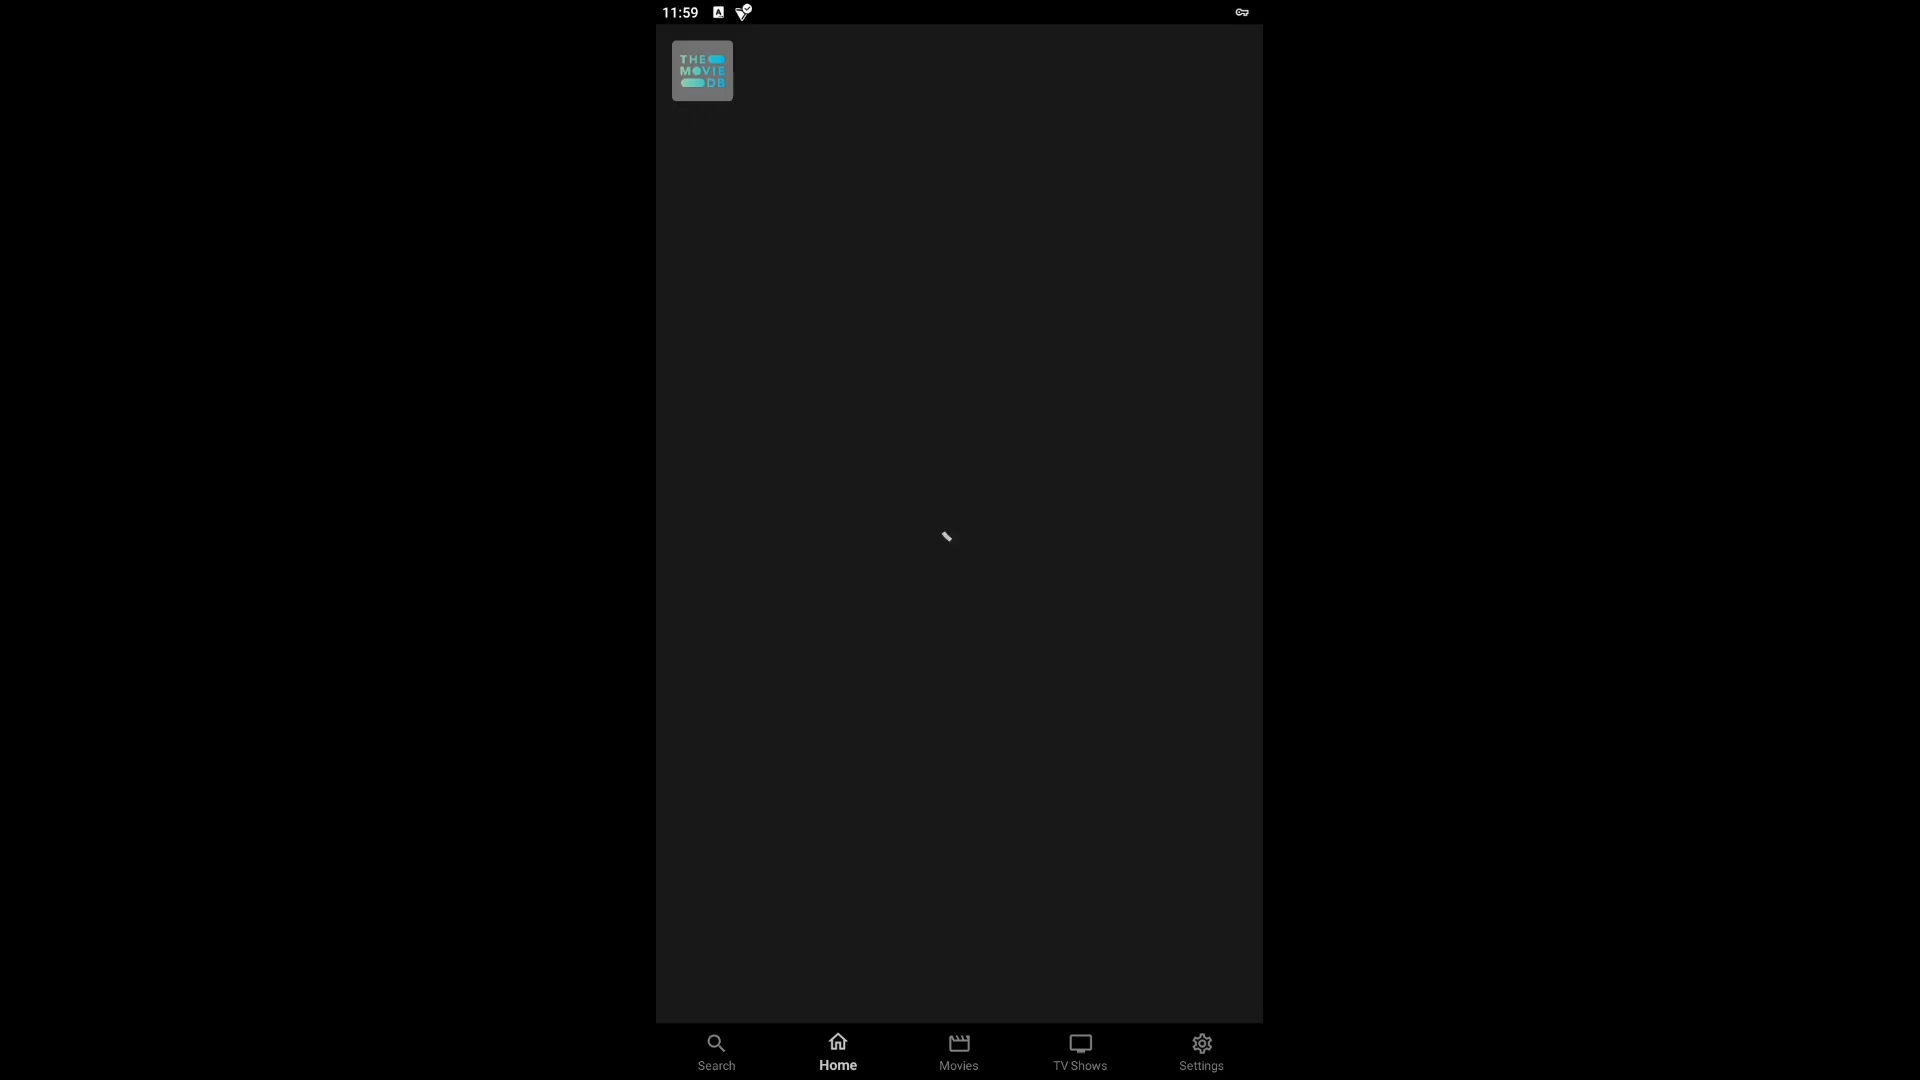 11:59
A
THE
MOVIE
DB
Search
Home
Movies
TV Shows
Settings